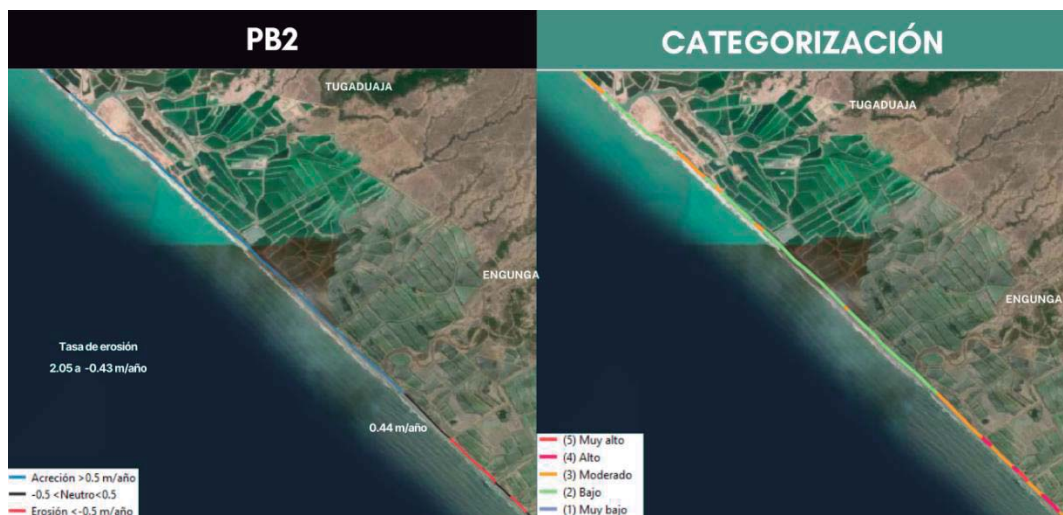 PB2
CATEGORIZACIÓN
TUGADUAJA
ENGUNGA
Tasa de erosión
2.05 a -0.43 m/año
0.44 m/año
Acreción >0.5 m/año
-0.5 <Neutro<0.5
Erosión <-0.5 m/año
TUGADUAJA
ENGUNGA
(5) Muy alto
(4) Alto
(3) Moderado
(2) Bajo
(1) Muy bajo